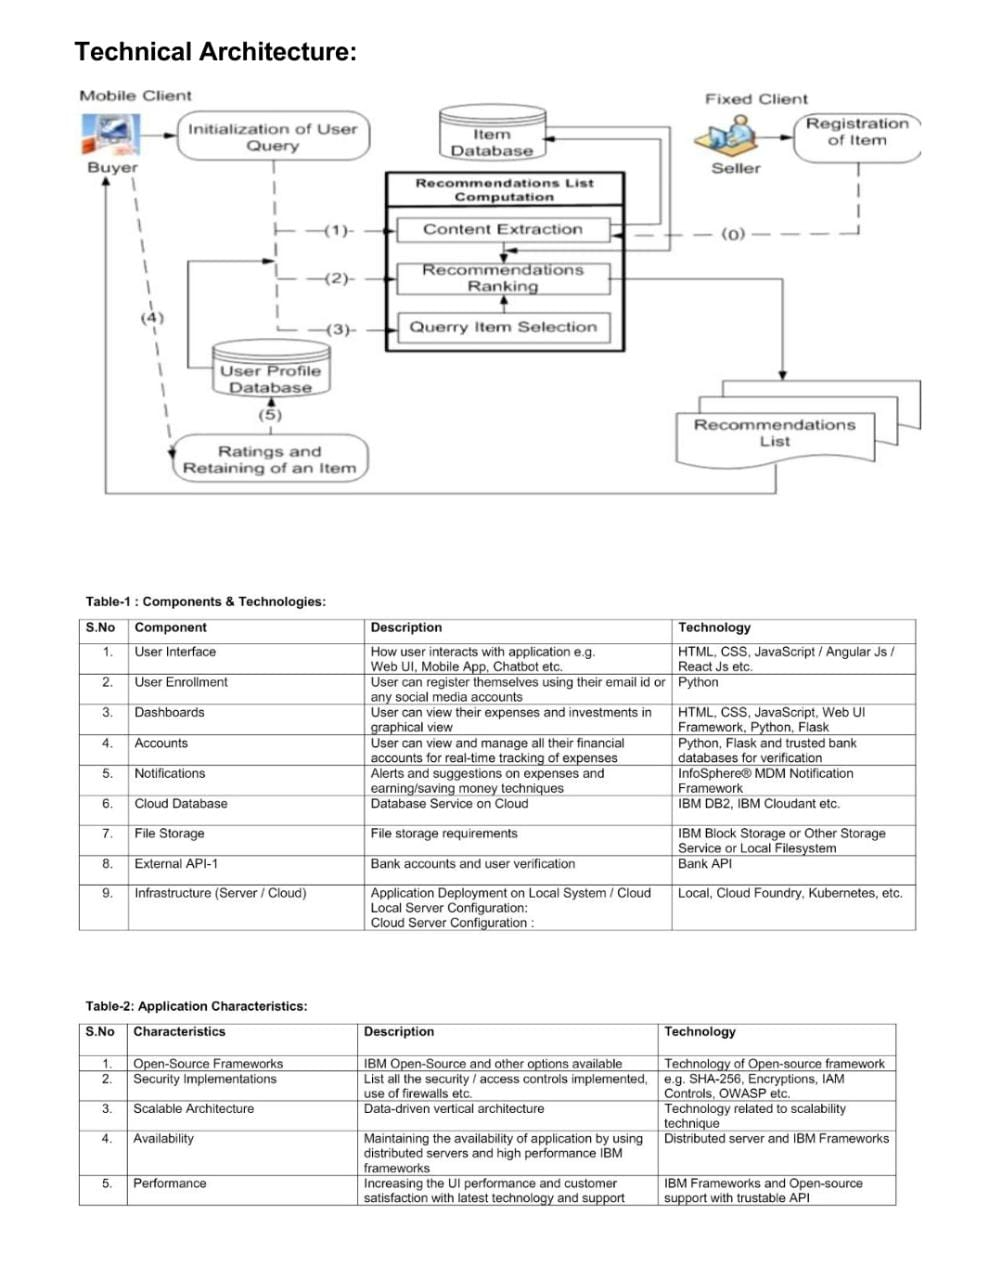 Technical Architecture:
Mobile Client
Fixed Client
Initialization of User
Query
Item
Database
Registration
of Item
Buyer
Seller
Recommendations List
Computation
(1)
Content Extraction
(0)
(2)
Recommendations
Ranking
(4)
(3)
Querry Item Selection
User Profile
Database
(5)
Recommendations
List
Ratings and
Retaining of an Item
Table-1 : Components & Technologies:
S.No Component Description Technology
1. User Interface How user interacts with application e.g. HTML, CSS, JavaScript / Angular Js /
Web UI, Mobile App, Chatbot etc. React Js etc.
2. User Enrollment User can register themselves using their email id or Python
any social media accounts
3. Dashboards User can view their expenses and investments in HTML, CSS, JavaScript, Web UI
graphical view Framework, Python, Flask
4. Accounts User can view and manage all their financial Python, Flask and trusted bank
accounts for real-time tracking of expenses databases for verification
5. Notifications Alerts and suggestions on expenses and InfoSphere® MDM Notification
earning/saving money techniques Framework
6. Cloud Database Database Service on Cloud IBM DB2, IBM Cloudant etc.
7. File Storage File storage requirements IBM Block Storage or Other Storage
Service or Local Filesystem
8. External API-1 Bank accounts and user verification Bank API
9. Infrastructure (Server / Cloud) Application Deployment on Local System / Cloud Local, Cloud Foundry, Kubernetes, etc.
Local Server Configuration:
Cloud Server Configuration :
Table-2: Application Characteristics:
S.No Characteristics Description Technology
1. Open-Source Frameworks IBM Open-Source and other options available Technology of Open-source framework
2. Security Implementations List all the security / access controls implemented, e.g. SHA-256, Encryptions, IAM
use of firewalls etc. Controls, OWASP etc.
3. Scalable Architecture Data-driven vertical architecture Technology related to scalability
technique
4. Availability Maintaining the availability of application by using Distributed server and IBM Frameworks
distributed servers and high performance IBM
frameworks
5. Performance Increasing the UI performance and customer IBM Frameworks and Open-source
satisfaction with latest technology and support support with trustable API